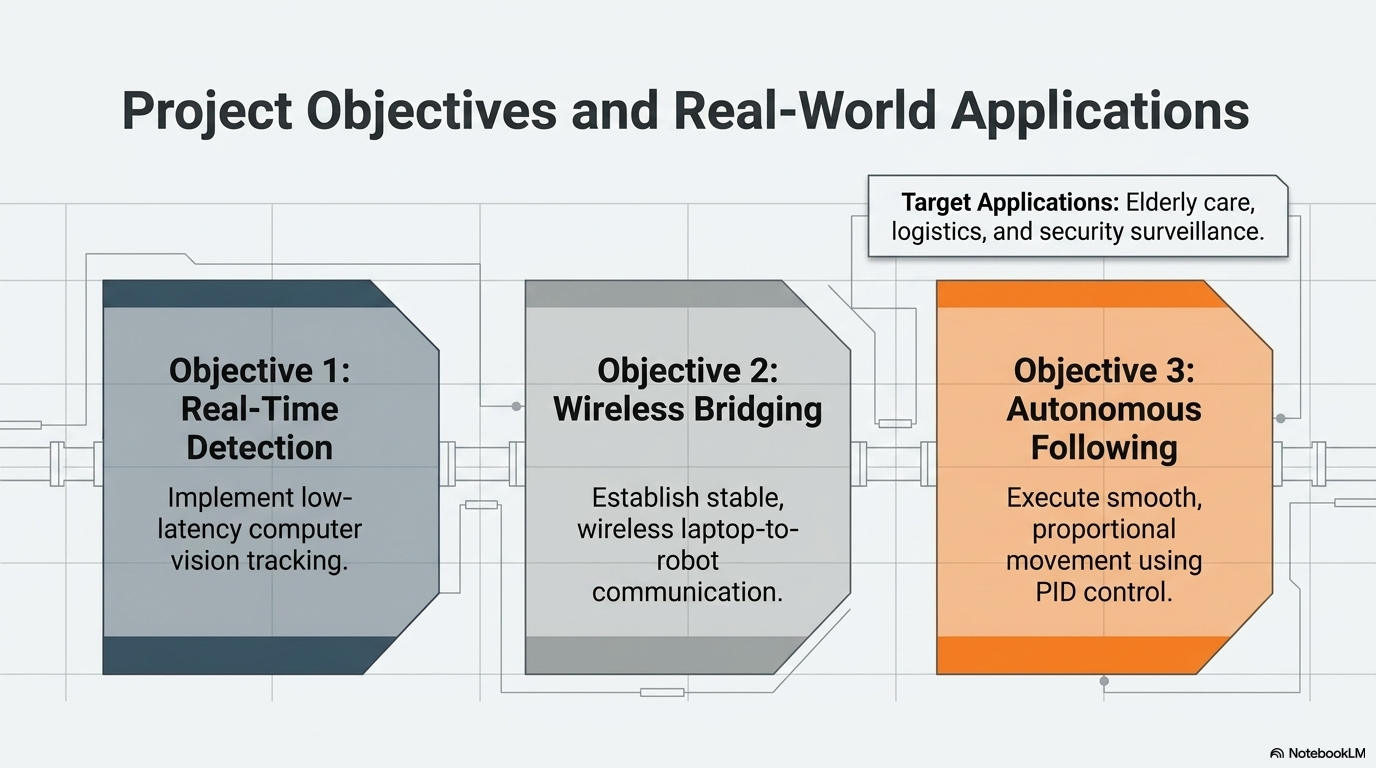 Project Objectives and Real-World Applications
Target Applications: Elderly care,
logistics, and security surveillance.
Objective 1:
Real-Time
Detection
Implement low-
latency computer
vision tracking.
Objective 2:
Wireless Bridging
Establish stable,
wireless laptop-to-
robot
communication.
Objective 3:
Autonomous
Following
Execute smooth,
proportional
movement using
PID control.
NotebookLM